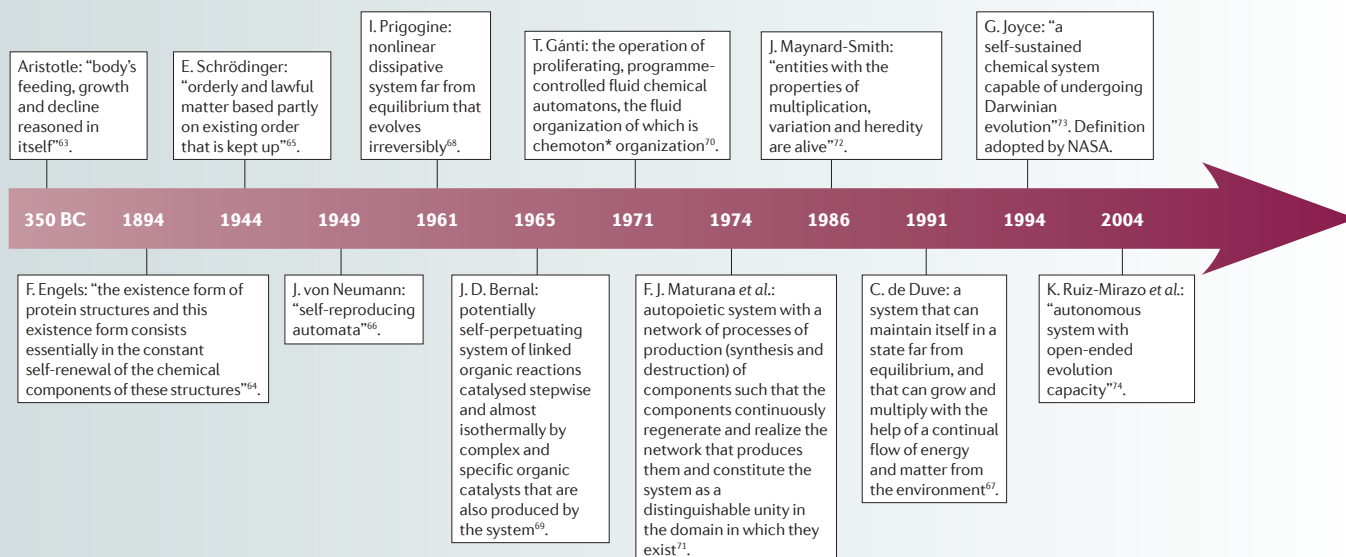 Aristotle: “body’s
feeding, growth
and decline
reasoned in
itself”⁶³.
E. Schrödinger:
“orderly and lawful
matter based partly
on existing order
that is kept up”⁶⁵.
I. Prigogine:
nonlinear
dissipative
system far from
equilibrium that
evolves
irreversibly⁶⁸.
T. Gánti: the operation of
proliferating, programme-
controlled fluid chemical
automatons, the fluid
organization of which is
chemoton* organization⁷⁰.
J. Maynard-Smith:
“entities with the
properties of
multiplication,
variation and heredity
are alive”⁷².
G. Joyce: “a
self-sustained
chemical system
capable of undergoing
Darwinian
evolution”⁷³. Definition
adopted by NASA.
350 BC 1894 1944 1949 1961 1965 1971 1974 1986 1991 1994 2004
F. Engels: “the existence form of
protein structures and this
existence form consists
essentially in the constant
self-renewal of the chemical
components of these structures”⁶⁴.
J. von Neumann:
“self-reproducing
automata”⁶⁶.
J. D. Bernal:
potentially
self-perpetuating
system of linked
organic reactions
catalysed stepwise
and almost
isothermally by
complex and
specific organic
catalysts that are
also produced by
the system⁶⁹.
F. J. Maturana et al.:
autopoietic system with a
network of processes of
production (synthesis and
destruction) of
components such that the
components continuously
regenerate and realize the
network that produces
them and constitute the
system as a
distinguishable unity in
the domain in which they
exist⁷¹.
C. de Duve: a
system that can
maintain itself in a
state far from
equilibrium, and
that can grow and
multiply with the
help of a continual
flow of energy
and matter from
the environment⁶⁷.
K. Ruiz-Mirazo et al.:
“autonomous
system with
open-ended
evolution
capacity”⁷⁴.